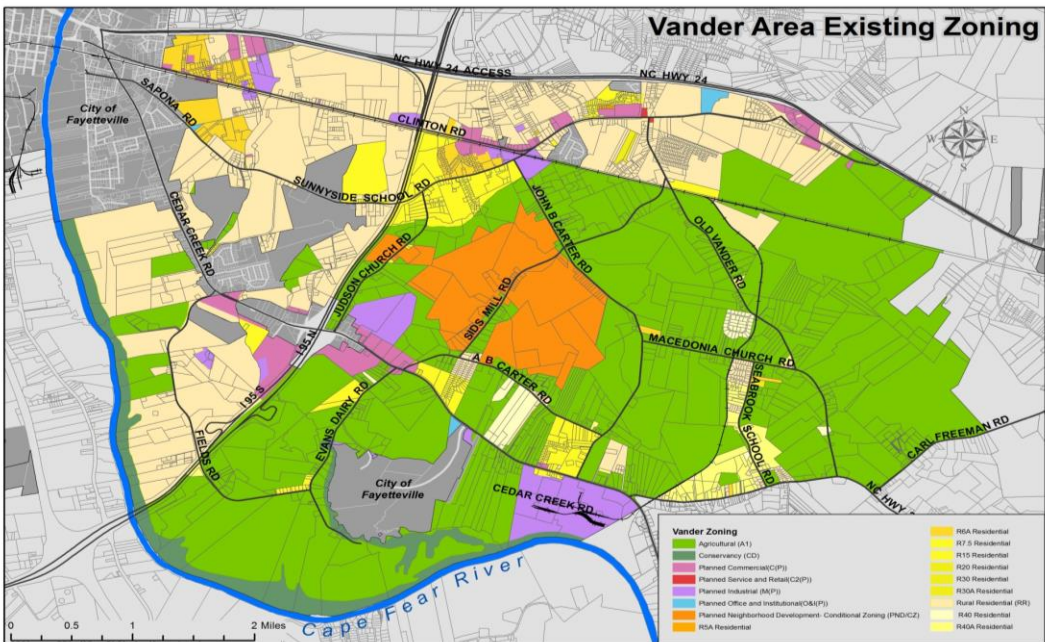 Vander Area Existing Zoning
NC HWY 24 ACCESS
NC HWY 24
City of
Fayetteville
SAPONA RD
CLINTON RD
N
W
E
S
SUNNYSIDE SCHOOL RD
CEDAR CREEK RD
JOHN B CARTER RD
OLD VANDER RD
JUDSON CHURCH RD
SIDS MILL RD
I 95 N
MACEDONIA CHURCH RD
A B CARTER RD
I 95 S
EVANS DAIRY RD
SEABROOK SCHOOL RD
FIELDS RD
CARL FREEMAN RD
City of
Fayetteville
CEDAR CREEK RD
NC HWY
Cape Fear River
0 0.5 1 2 Miles
Vander Zoning
Agricultural (A1)
Conservancy (CD)
Planned Commercial(C(P))
Planned Service and Retail(C2(P))
Planned Industrial (M(P))
Planned Office and Institutional(O&I(P))
Planned Neighborhood Development- Conditional Zoning (PND/CZ)
R5A Residential
R6A Residential
R7.5 Residential
R15 Residential
R20 Residential
R30 Residential
R30A Residential
Rural Residential (RR)
R40 Residential
R40A Residential